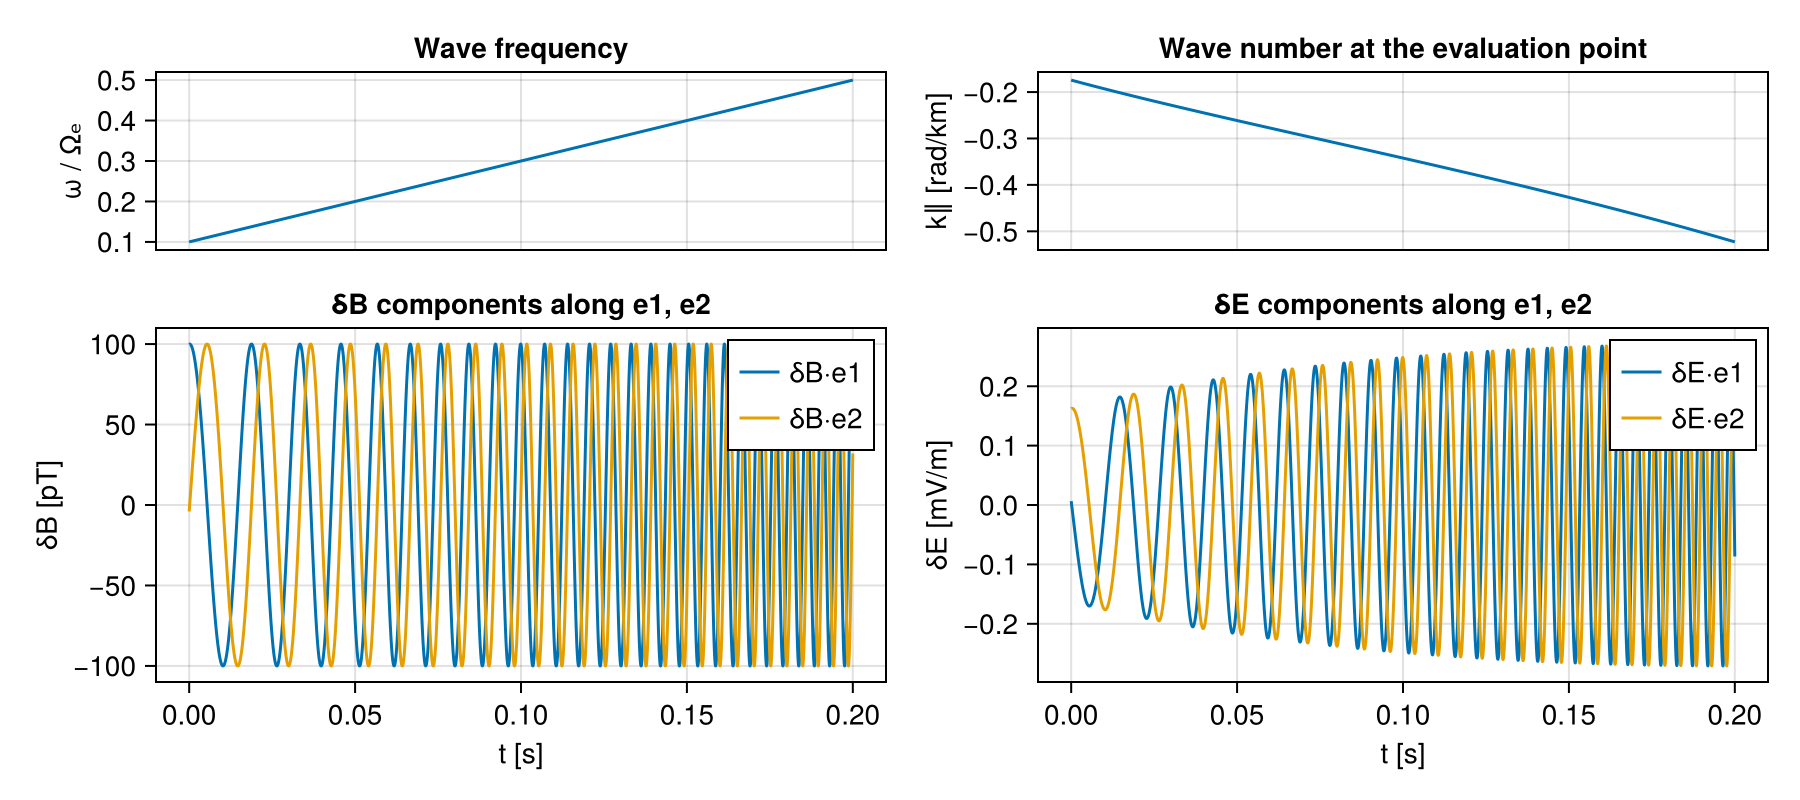 Wave frequency
ω / Ωₑ
0.5
0.4
0.3
0.2
0.1
Wave number at the evaluation point
k∥ [rad/km]
−0.2
−0.3
−0.4
−0.5
δB components along e1, e2
δB [pT]
100
50
0
−50
−100
δB·e1
δB·e2
0.00 0.05 0.10 0.15 0.20
t [s]
δE components along e1, e2
δE [mV/m]
0.2
0.1
0.0
−0.1
−0.2
δE·e1
δE·e2
0.00 0.05 0.10 0.15 0.20
t [s]